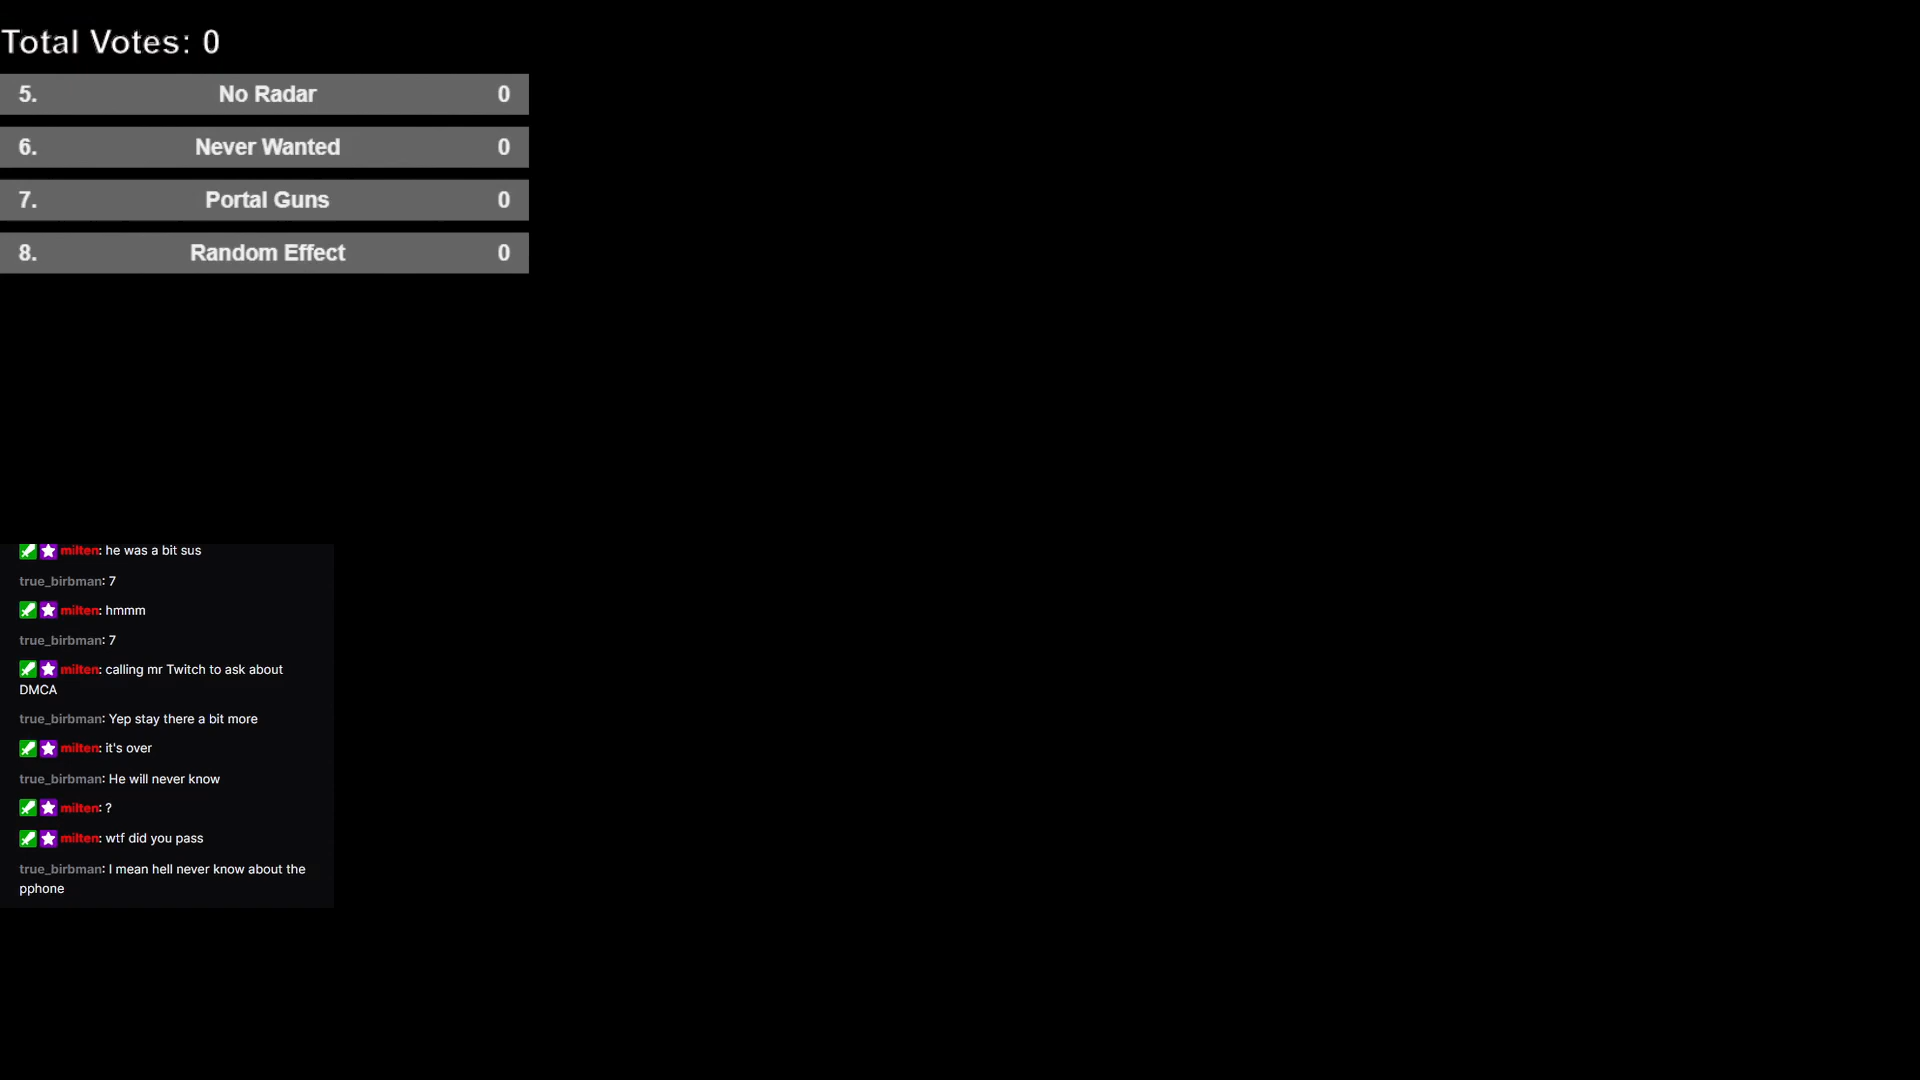 Total Votes: 0
5. No Radar 0
6. Never Wanted 0
7. Portal Guns 0
8. Random Effect 0
milten: he was a bit sus
true_birbman: 7
milten: hmmm
true_birbman: 7
milten: calling mr Twitch to ask about
DMCA
true_birbman: Yep stay there a bit more
milten: it's over
true_birbman: He will never know
milten: ?
milten: wtf did you pass
true_birbman: I mean hell never know about the
pphone